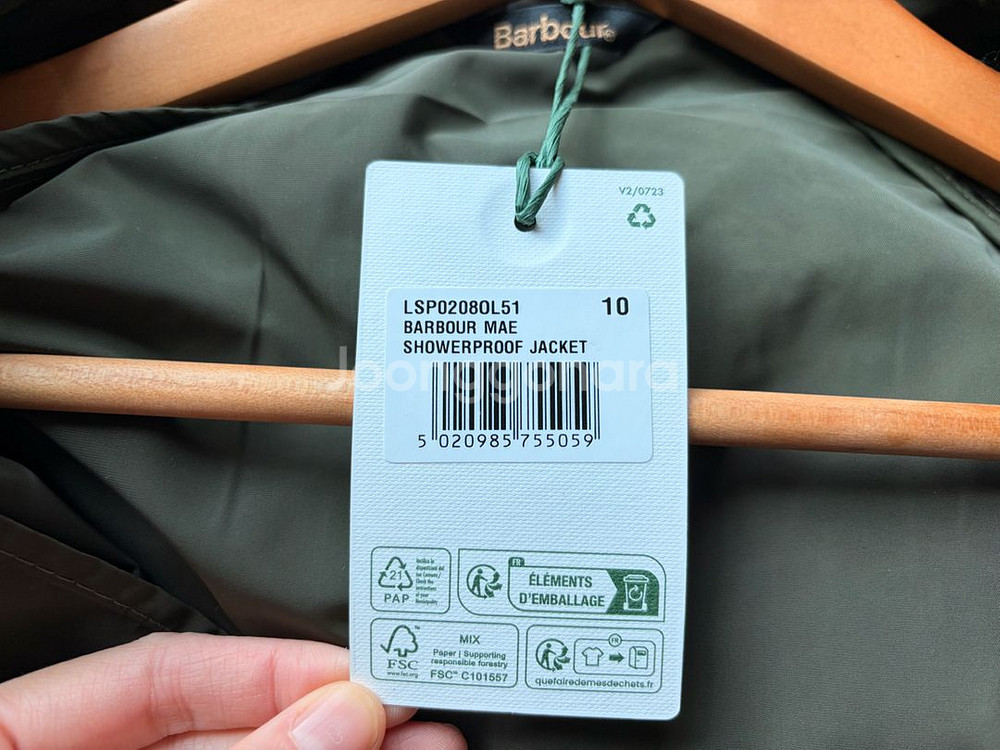 Barbour
V2/0723
LSP0208OL51 10
BARBOUR MAE
SHOWERPROOF JACKET
Joonggonara
5 020985 755059
21
PAP
FR
ÉLÉMENTS
D'EMBALLAGE
FSC
www.fsc.org
MIX
Paper | Supporting
responsible forestry
FSC™ C101557
FR
quefairedemesdechets.fr